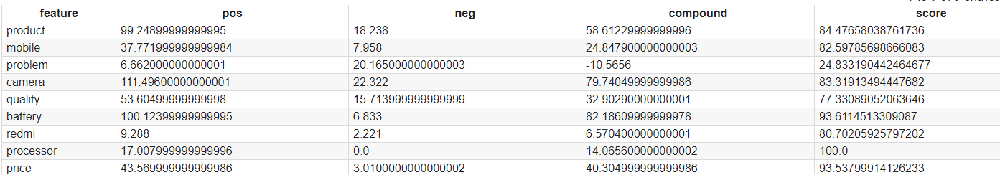 feature pos neg compound score
product 99.24899999999995 18.238 58.61229999999996 84.47658038761736
mobile 37.771999999999984 7.958 24.847900000000003 82.59785698666083
problem 6.662000000000001 20.165000000000003 -10.5656 24.833190442464677
camera 111.49600000000001 22.322 79.74049999999986 83.31913494447682
quality 53.60499999999998 15.713999999999999 32.90290000000001 77.33089052063646
battery 100.12399999999995 6.833 82.18609999999978 93.6114513309087
redmi 9.288 2.221 6.570400000000001 80.70205925797202
processor 17.007999999999996 0.0 14.065600000000002 100.0
price 43.569999999999986 3.0100000000000002 40.304999999999986 93.53799914126233